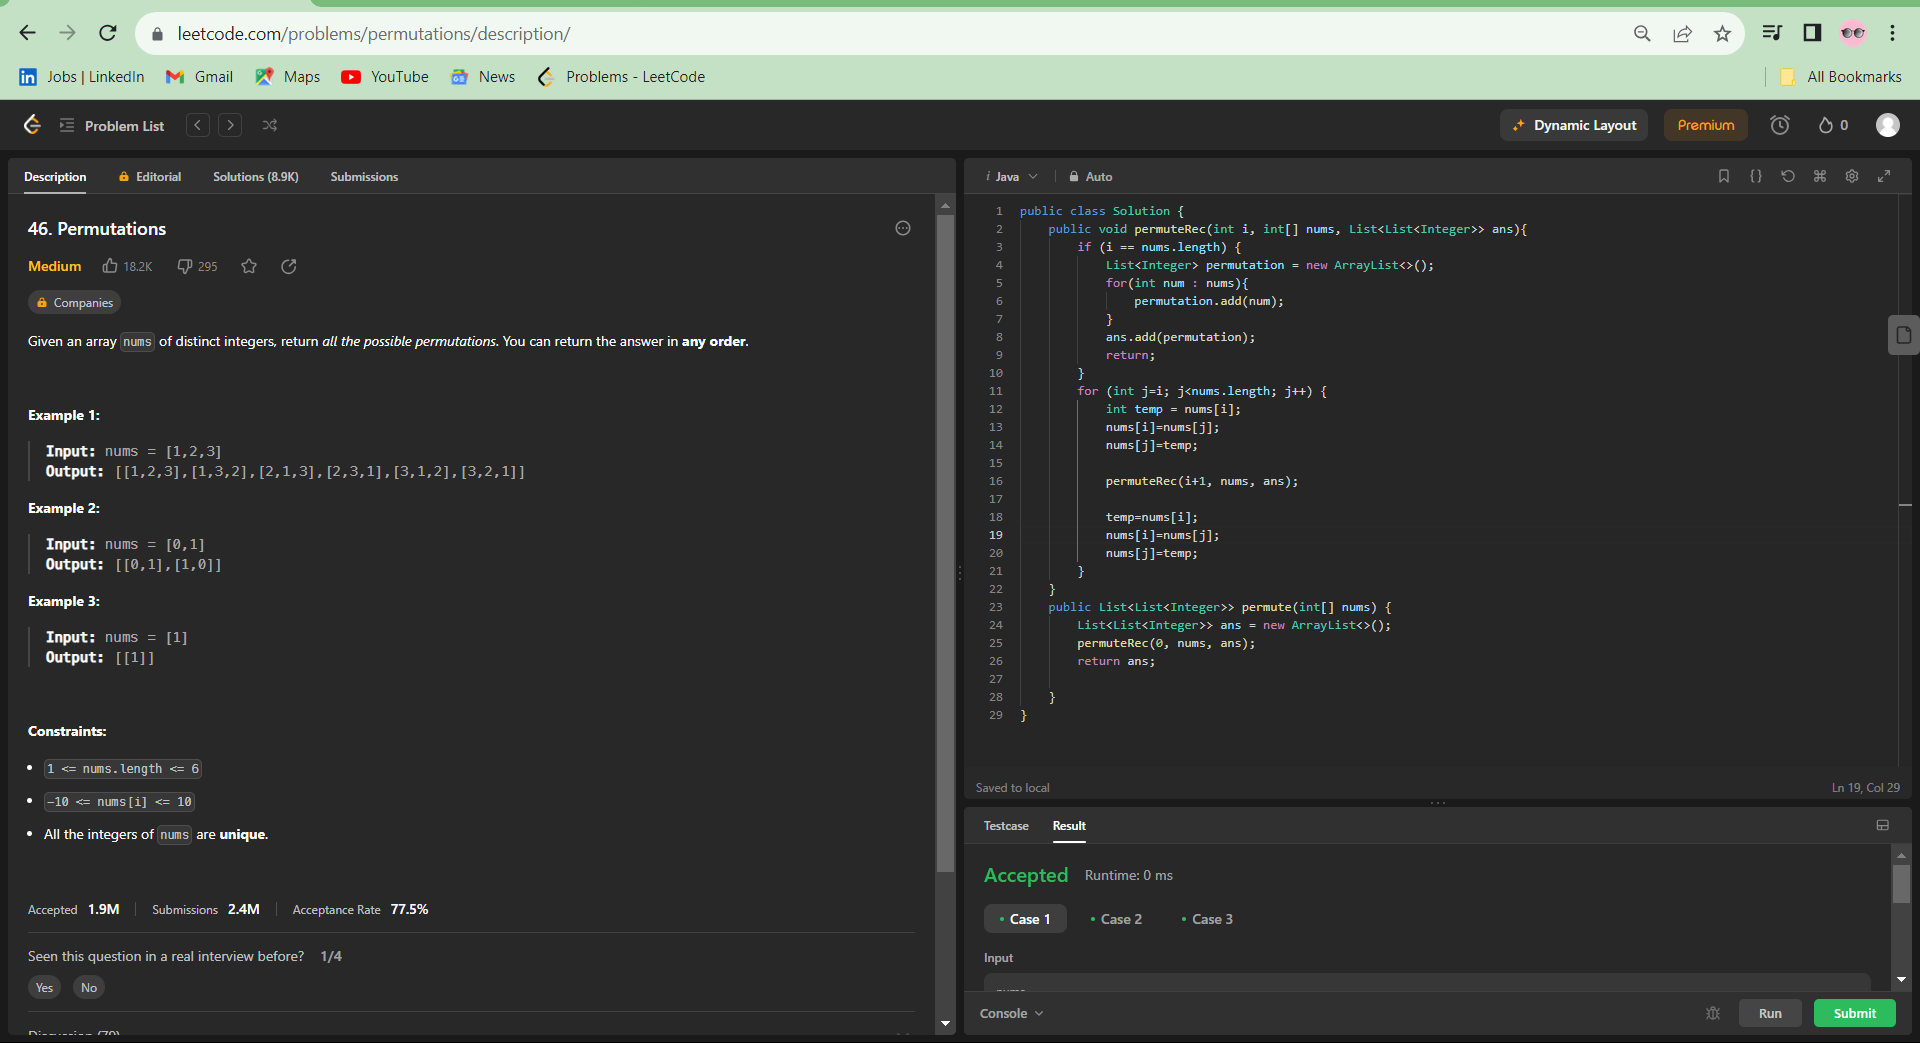 leetcode.com/problems/permutations/description/
Jobs | LinkedIn Gmail Maps YouTube News Problems - LeetCode All Bookmarks
Problem List Dynamic Layout Premium 0
Description Editorial Solutions (8.9K) Submissions
46. Permutations
Medium 18.2K 295
Companies
Given an array nums of distinct integers, return all the possible permutations. You can return the answer in any order.
Example 1:
Input: nums = [1,2,3]
Output: [[1,2,3],[1,3,2],[2,1,3],[2,3,1],[3,1,2],[3,2,1]]
Example 2:
Input: nums = [0,1]
Output: [[0,1],[1,0]]
Example 3:
Input: nums = [1]
Output: [[1]]
Constraints:
1 <= nums.length <= 6
-10 <= nums[i] <= 10
All the integers of nums are unique.
Accepted 1.9M Submissions 2.4M Acceptance Rate 77.5%
Seen this question in a real interview before? 1/4
Yes No
i Java Auto
1 public class Solution {
2 public void permuteRec(int i, int[] nums, List<List<Integer>> ans){
3 if (i == nums.length) {
4 List<Integer> permutation = new ArrayList<>();
5 for(int num : nums){
6 permutation.add(num);
7 }
8 ans.add(permutation);
9 return;
10 }
11 for (int j=i; j<nums.length; j++) {
12 int temp = nums[i];
13 nums[i]=nums[j];
14 nums[j]=temp;
15
16 permuteRec(i+1, nums, ans);
17
18 temp=nums[i];
19 nums[i]=nums[j];
20 nums[j]=temp;
21 }
22 }
23 public List<List<Integer>> permute(int[] nums) {
24 List<List<Integer>> ans = new ArrayList<>();
25 permuteRec(0, nums, ans);
26 return ans;
27
28 }
29 }
Saved to local Ln 19, Col 29
Testcase Result
Accepted Runtime: 0 ms
Case 1 Case 2 Case 3
Input
Console Run Submit